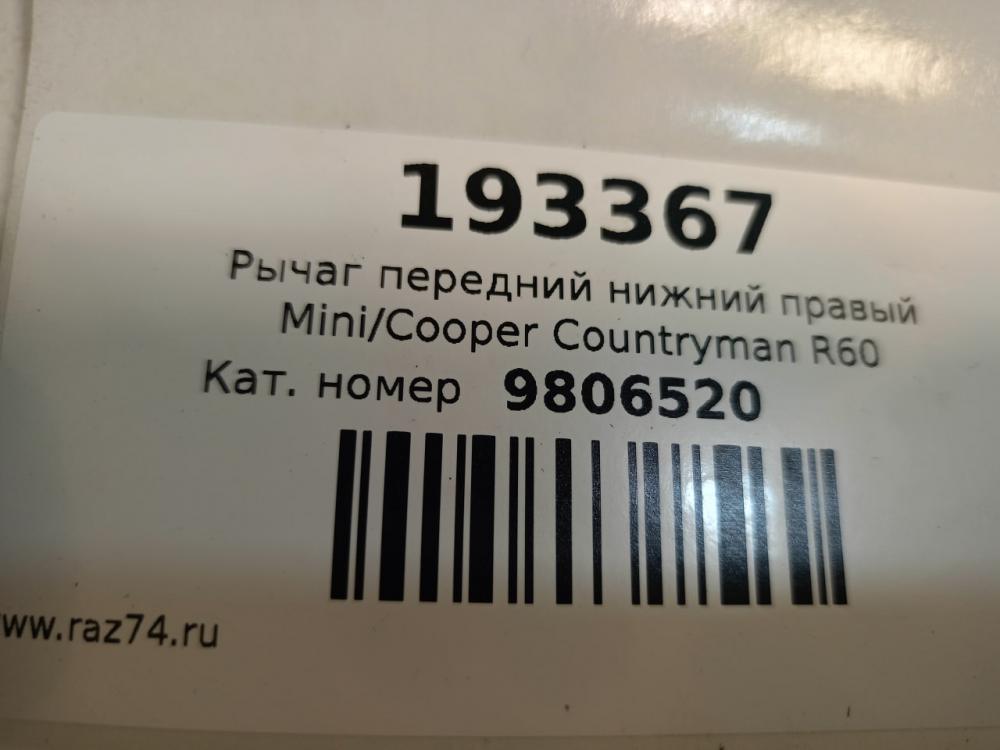 193367
Рычаг передний нижний правый
Mini/Cooper Countryman R60
Кат. номер 9806520
www.raz74.ru